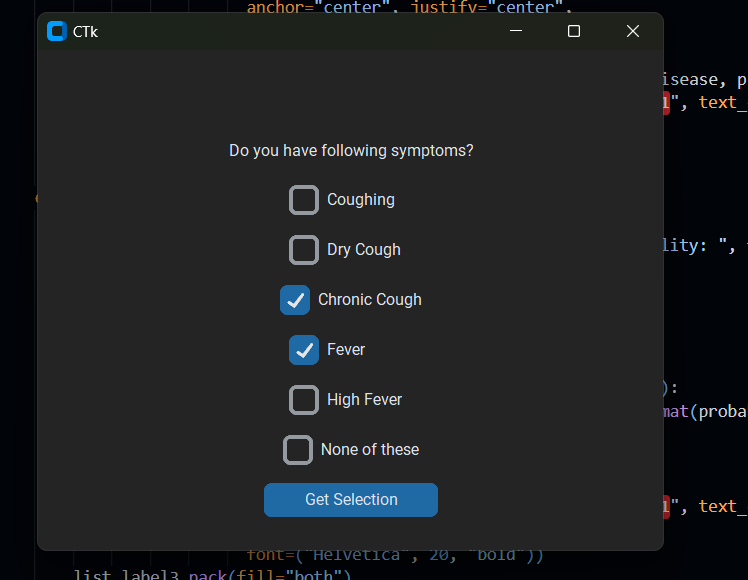 anchor="center", justify="center",
CTk
isease, p
", text_
Do you have following symptoms?
Coughing
Dry Cough
lity: ",
Chronic Cough
Fever
):
High Fever
mat(proba
None of these
Get Selection
", text_
font=("Helvetica", 20, "bold"))
list_label3.pack(fill="both")